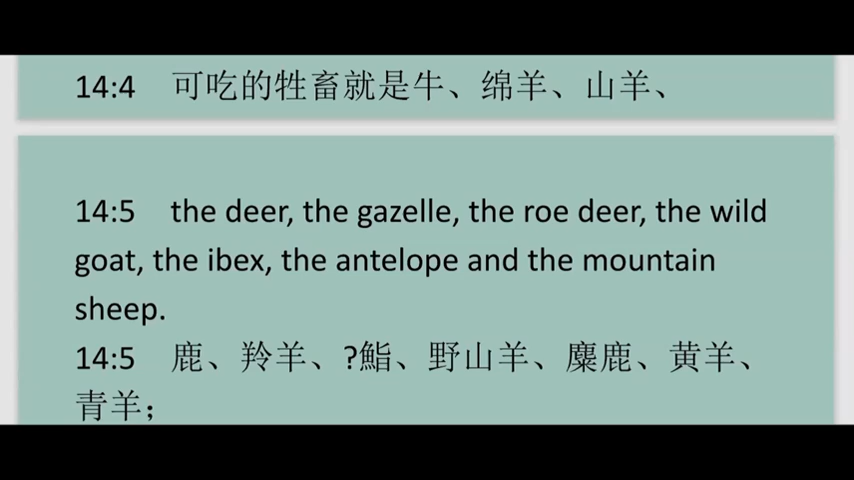 14:4 可吃的牲畜就是牛、绵羊、山羊、
14:5 the deer, the gazelle, the roe deer, the wild
goat, the ibex, the antelope and the mountain
sheep.
14:5 鹿、羚羊、?鮨、野山羊、麋鹿、黄羊、
青羊；